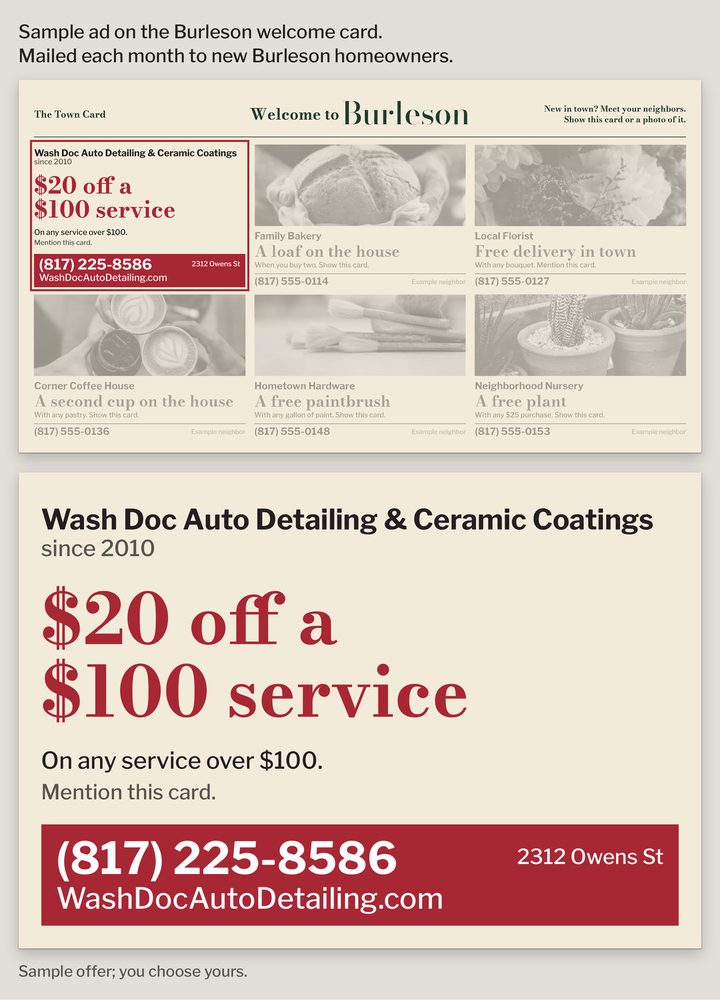 Sample ad on the Burleson welcome card.
Mailed each month to new Burleson homeowners.
The Town Card
Welcome to Burleson
New in town? Meet your neighbors.
Show this card or a photo of it.
Wash Doc Auto Detailing & Ceramic Coatings
since 2010
$20 off a
$100 service
On any service over $100.
Mention this card.
(817) 225-8586
2312 Owens St
WashDocAutoDetailing.com
Family Bakery
A loaf on the house
When you buy two. Show this card.
(817) 555-0114
Example neighbor
Local Florist
Free delivery in town
With any bouquet. Mention this card.
(817) 555-0127
Example neighbor
Corner Coffee House
A second cup on the house
With any pastry. Show this card.
(817) 555-0136
Example neighbor
Hometown Hardware
A free paintbrush
With any gallon of paint. Show this card.
(817) 555-0148
Example neighbor
Neighborhood Nursery
A free plant
With any $25 purchase. Show this card.
(817) 555-0153
Example neighbor
Wash Doc Auto Detailing & Ceramic Coatings
since 2010
$20 off a
$100 service
On any service over $100.
Mention this card.
(817) 225-8586
2312 Owens St
WashDocAutoDetailing.com
Sample offer; you choose yours.